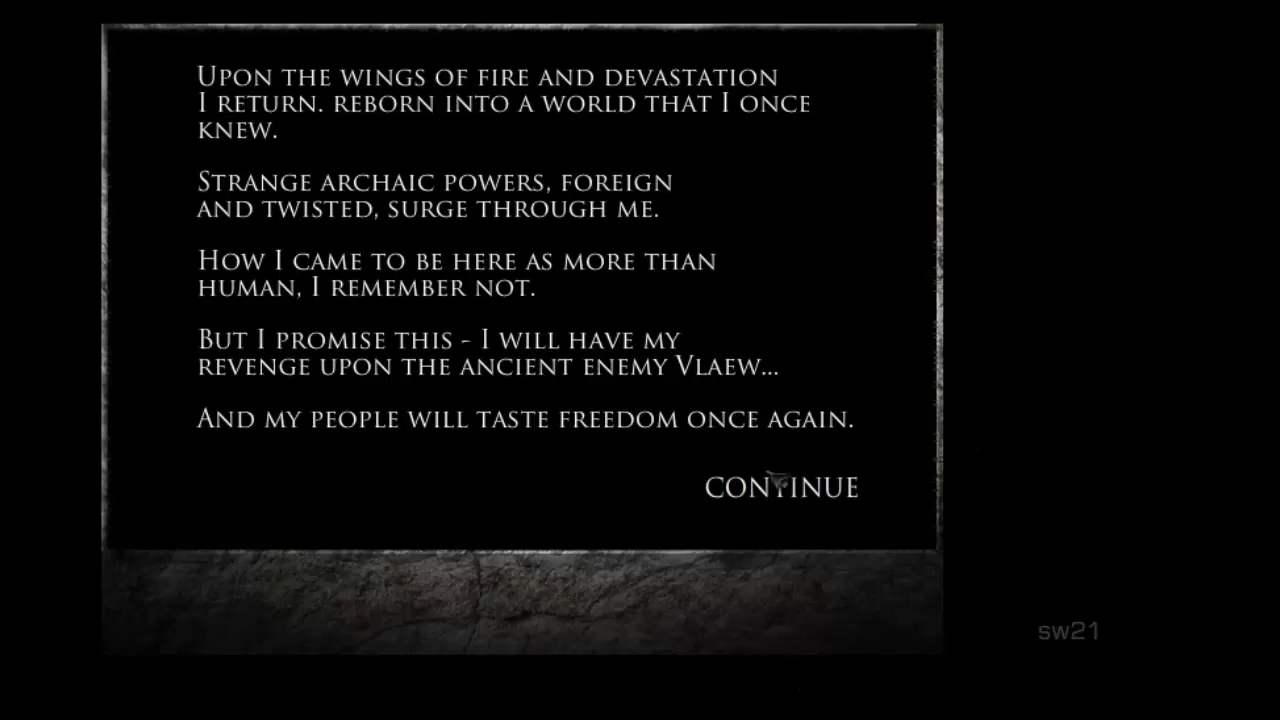 Upon the wings of fire and devastation
I return. reborn into a world that I once
knew.
Strange archaic powers, foreign
and twisted, surge through me.
How I came to be here as more than
human, I remember not.
But I promise this - I will have my
revenge upon the ancient enemy Vlaew...
And my people will taste freedom once again.
continue
sw21